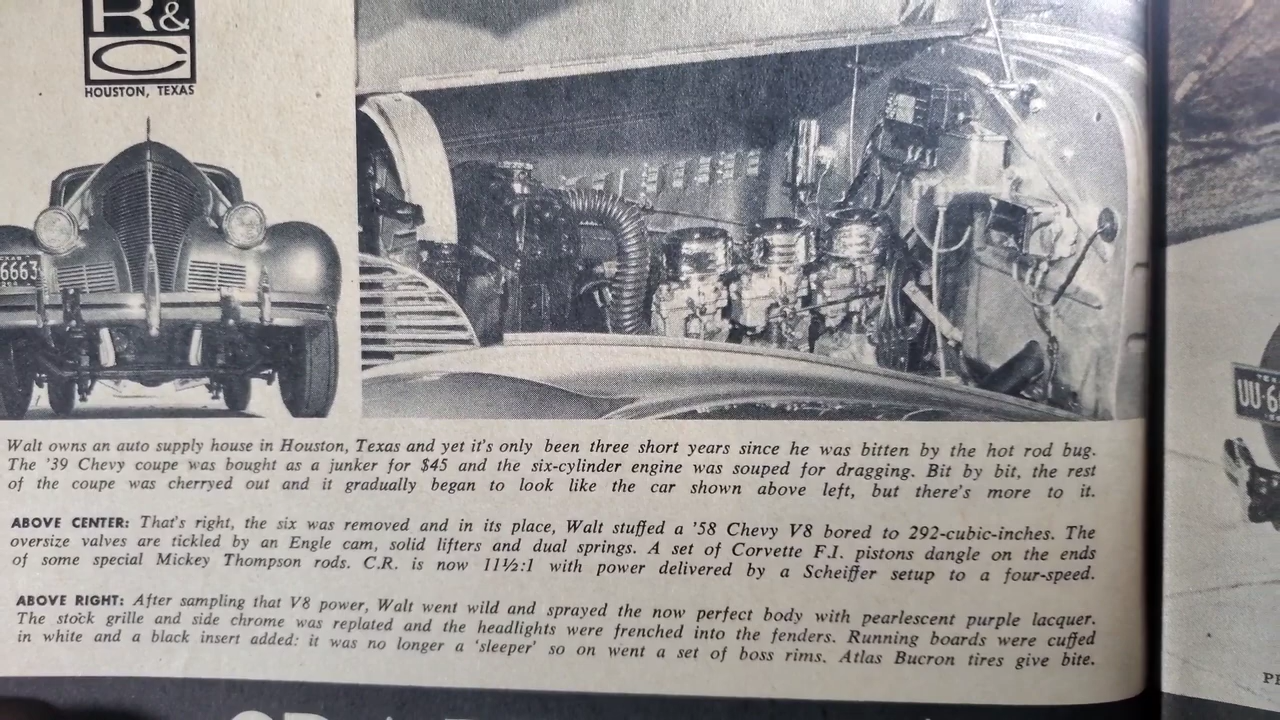 R&
C
HOUSTON, TEXAS
6663
UU-6
Walt owns an auto supply house in Houston, Texas and yet it's only been three short years since he was bitten by the hot rod bug.
The '39 Chevy coupe was bought as a junker for $45 and the six-cylinder engine was souped for dragging. Bit by bit, the rest
of the coupe was cherryed out and it gradually began to look like the car shown above left, but there's more to it.
ABOVE CENTER: That's right, the six was removed and in its place, Walt stuffed a '58 Chevy V8 bored to 292-cubic-inches. The
oversize valves are tickled by an Engle cam, solid lifters and dual springs. A set of Corvette F.I. pistons dangle on the ends
of some special Mickey Thompson rods. C.R. is now 11½:1 with power delivered by a Scheiffer setup to a four-speed.
ABOVE RIGHT: After sampling that V8 power, Walt went wild and sprayed the now perfect body with pearlescent purple lacquer.
The stock grille and side chrome was replated and the headlights were frenched into the fenders. Running boards were cuffed
in white and a black insert added: it was no longer a 'sleeper' so on went a set of boss rims. Atlas Bucron tires give bite.